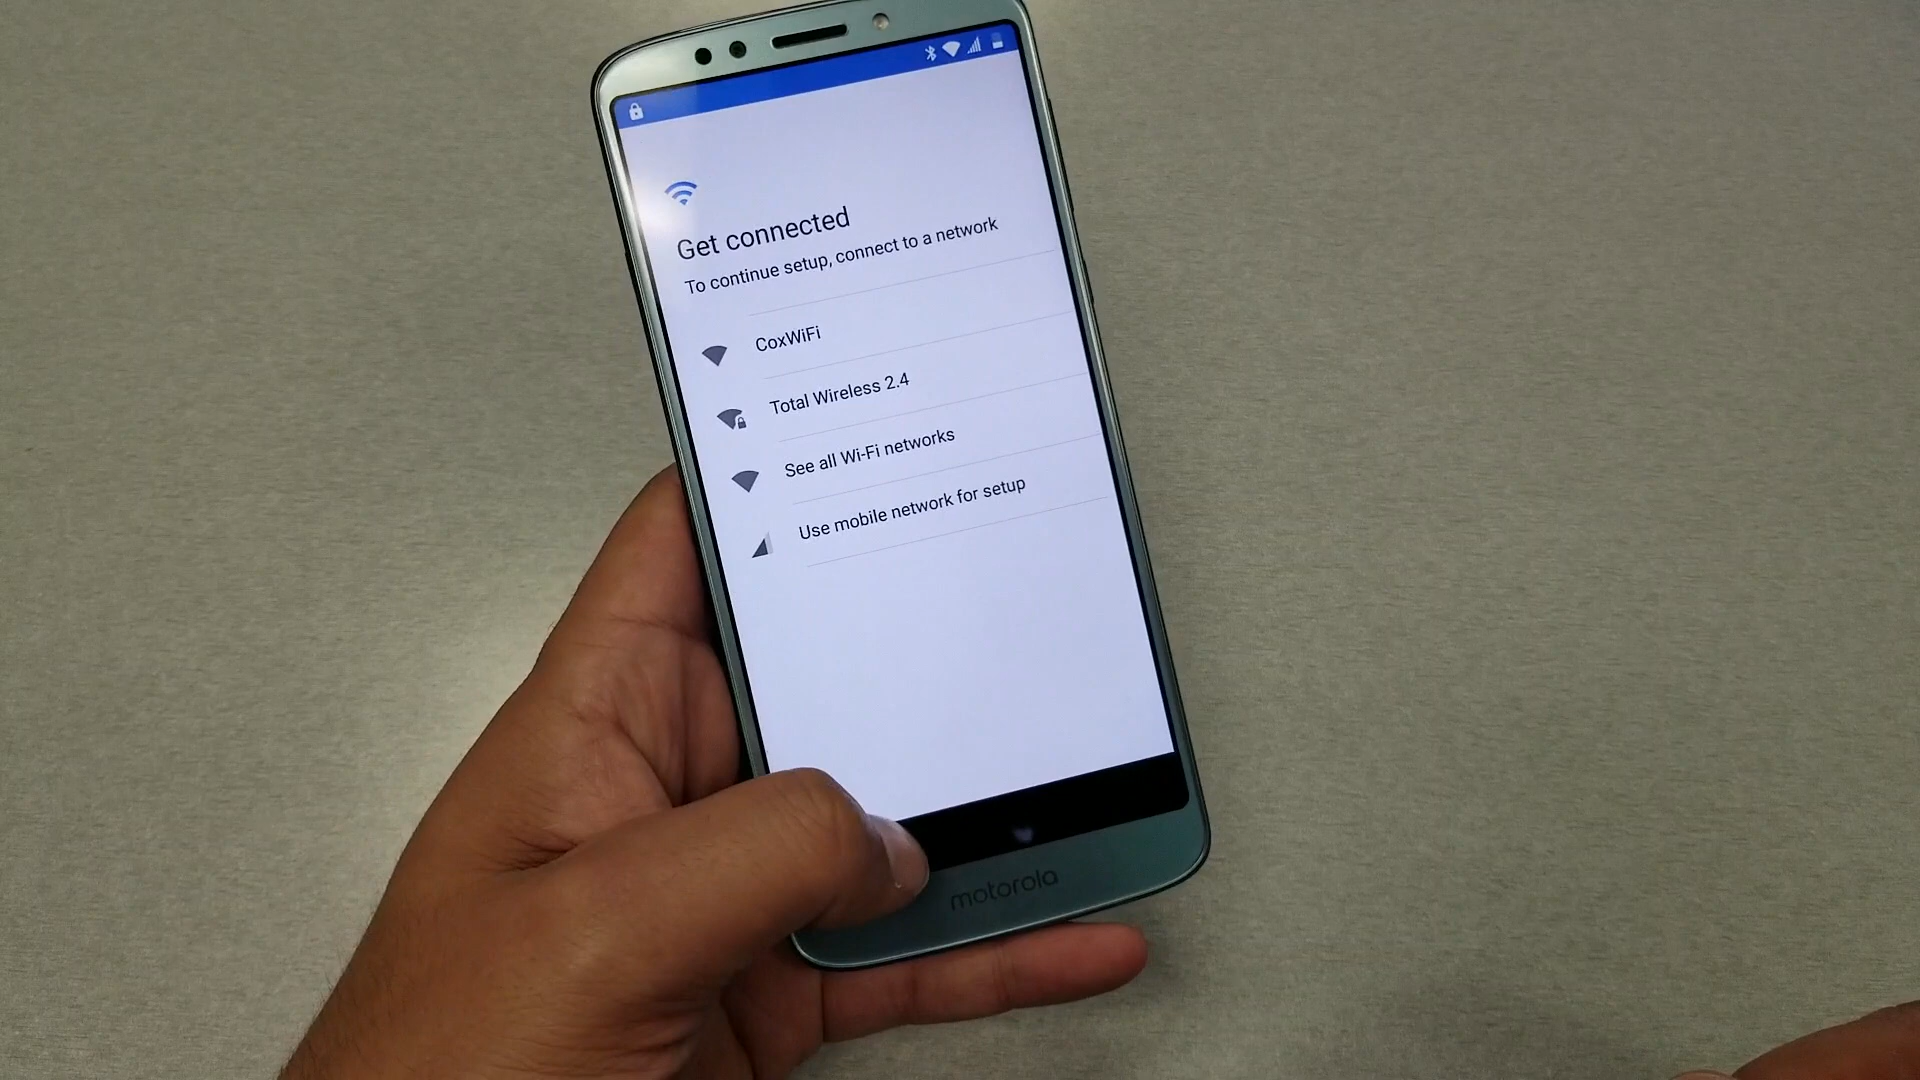 Get connected
To continue setup, connect to a network
CoxWiFi
Total Wireless 2.4
See all Wi-Fi networks
Use mobile network for setup
motorola